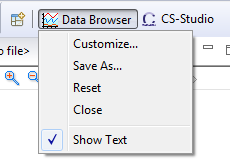 Data Browser CS-Studio
o file>
Customize...
Save As...
Reset
Close
Show Text